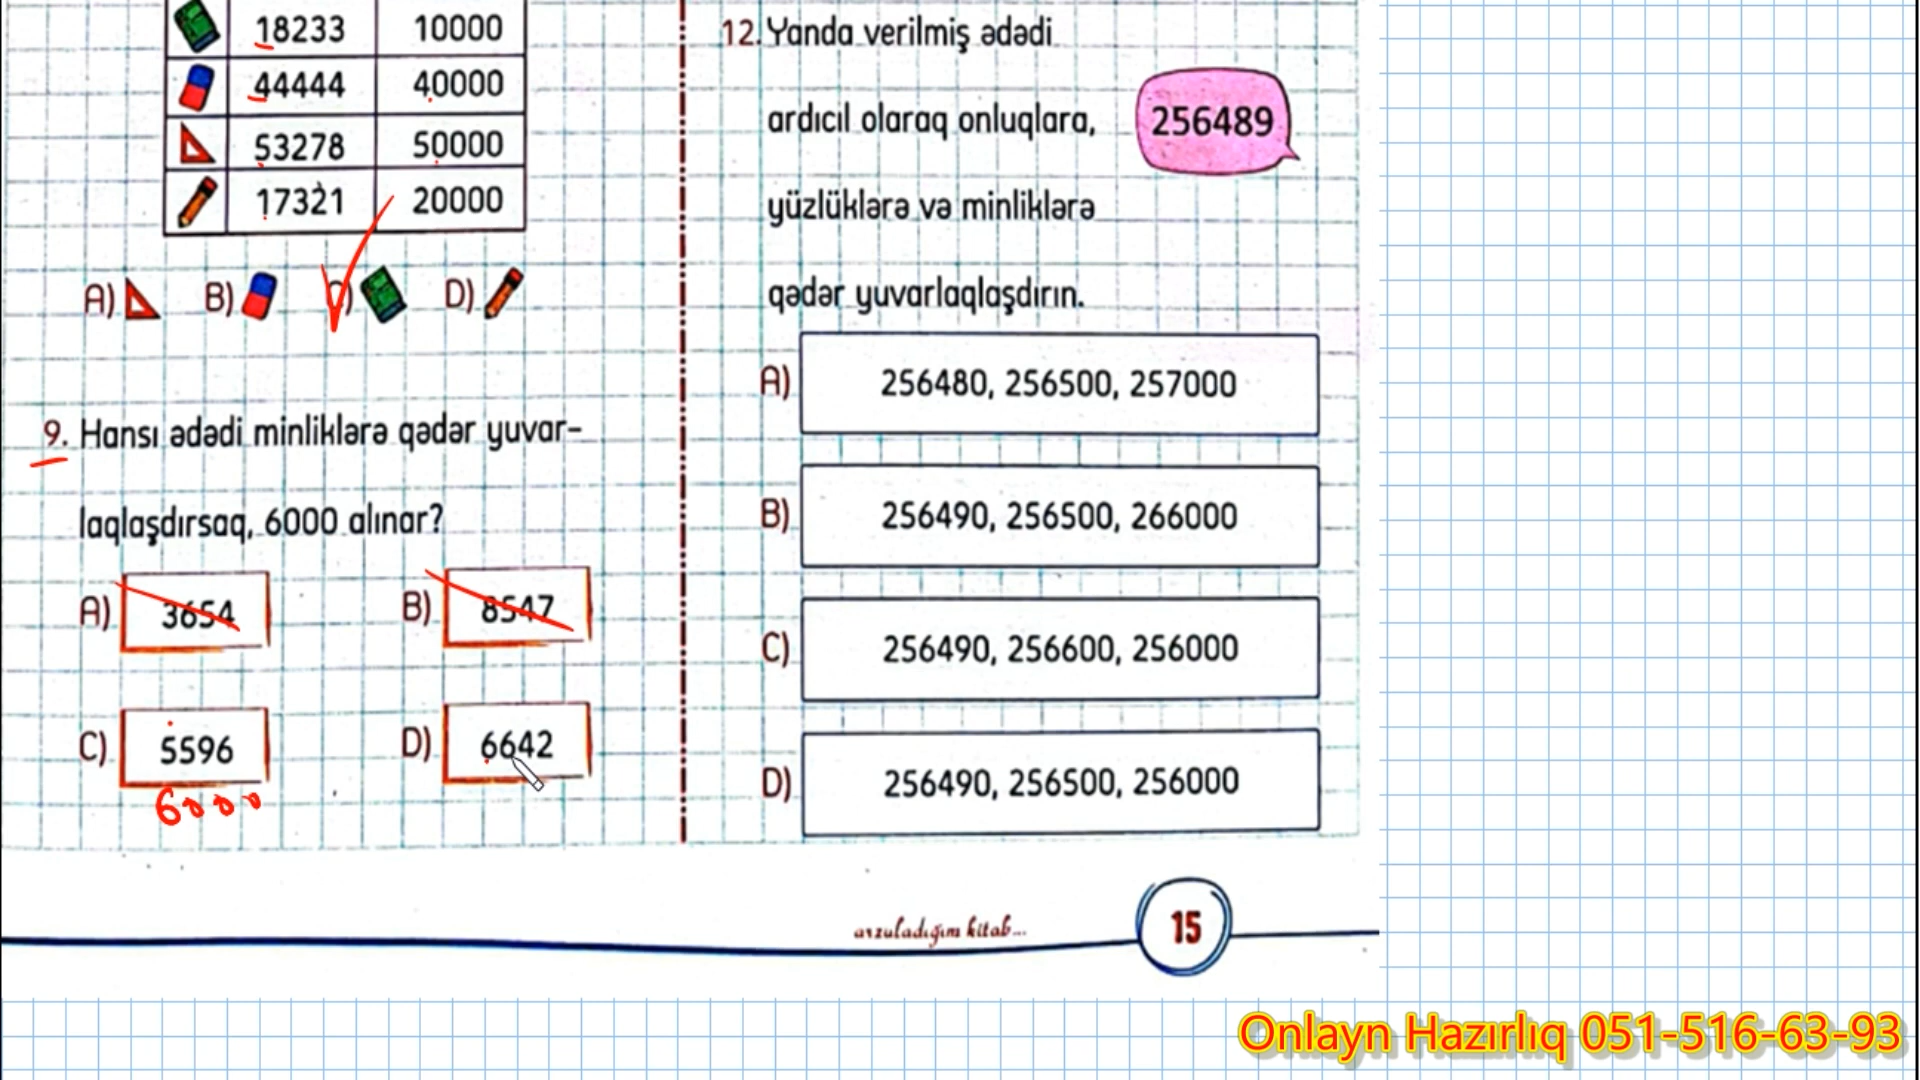 18233 10000
44444 40000
53278 50000
17321 20000
A) B) C) D)
9. Hansı ədədi minliklərə qədər yuvar-
laqlaşdırsaq, 6000 alınar?
A) 3654 B) 8547
C) 5596 D) 6642
6000
12. Yanda verilmiş ədədi
ardıcıl olaraq onluqlara,
256489
yüzlüklərə və minliklərə
qədər yuvarlaqlaşdırın.
A) 256480, 256500, 257000
B) 256490, 256500, 266000
C) 256490, 256600, 256000
D) 256490, 256500, 256000
arzuladığım kitab...
15
Onlayn Hazırlıq 051-516-63-93